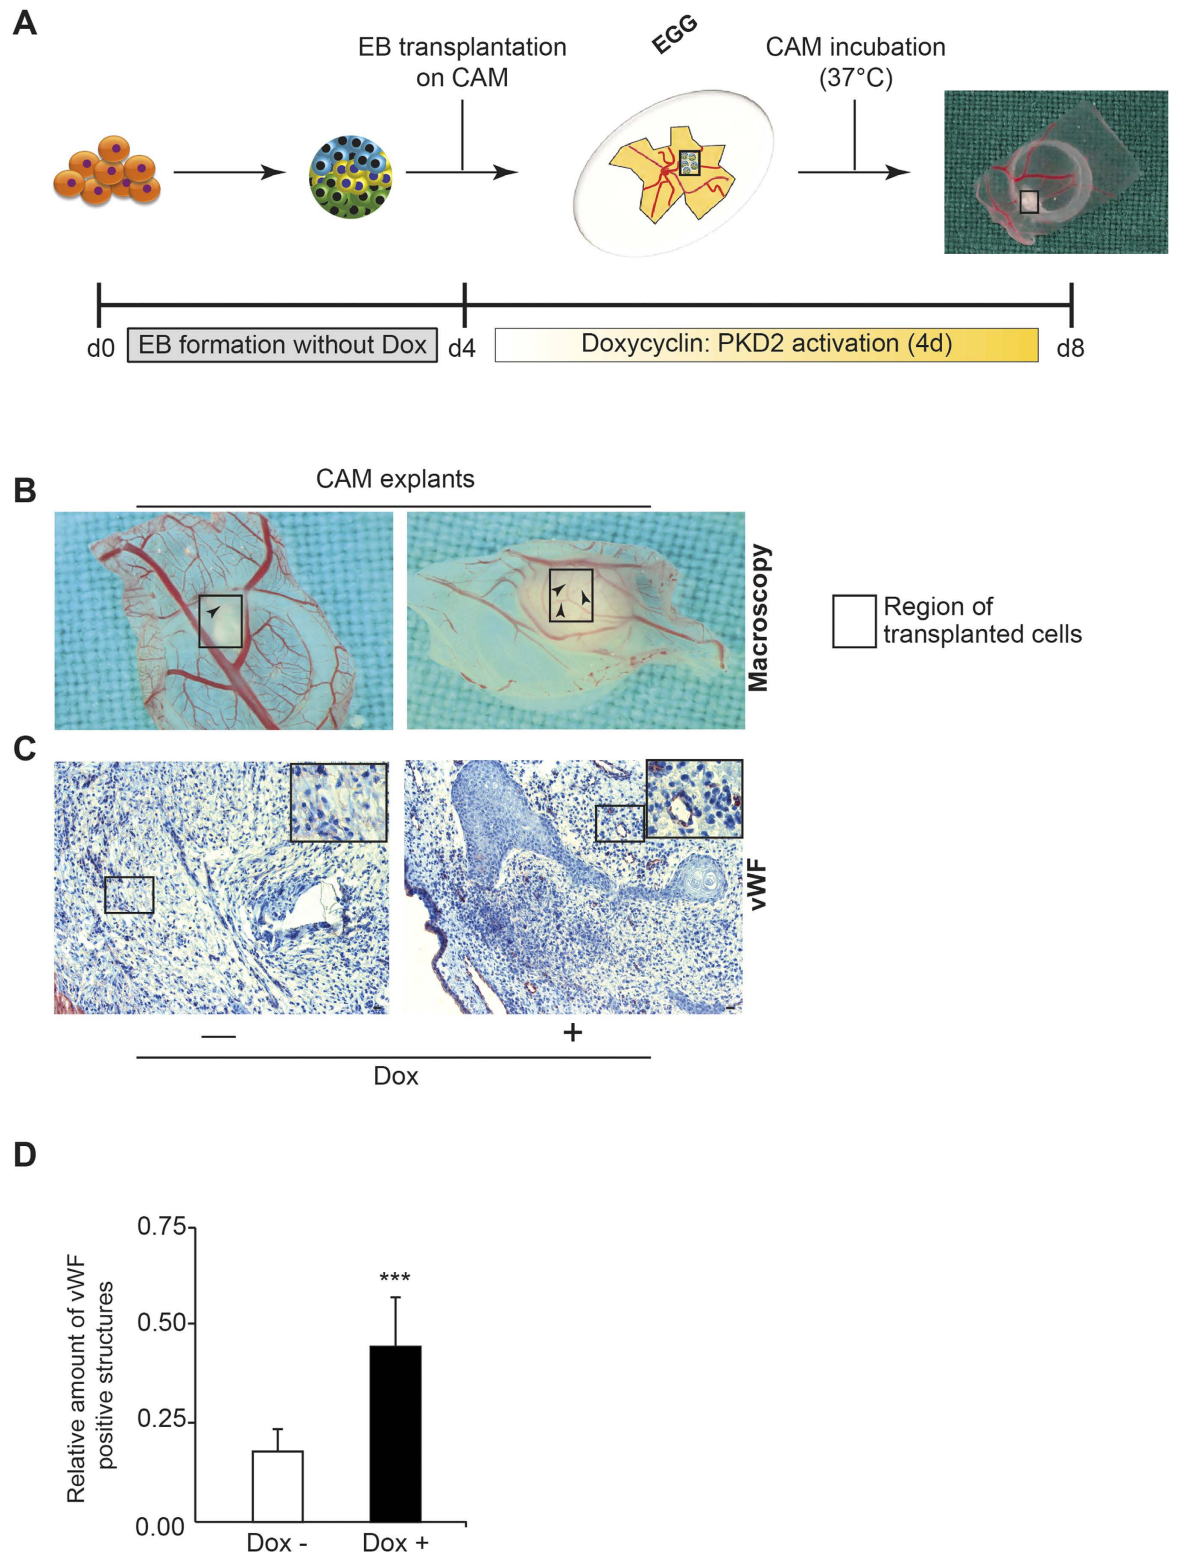 A
EB transplantation
on CAM
EGG
CAM incubation
(37°C)
d0
EB formation without Dox
d4
Doxycyclin: PKD2 activation (4d)
d8
B
CAM explants
Macroscopy
Region of
transplanted cells
C
vWF
—
+
Dox
D
Relative amount of vWF
positive structures
0.75
0.50
0.25
0.00
***
Dox -
Dox +